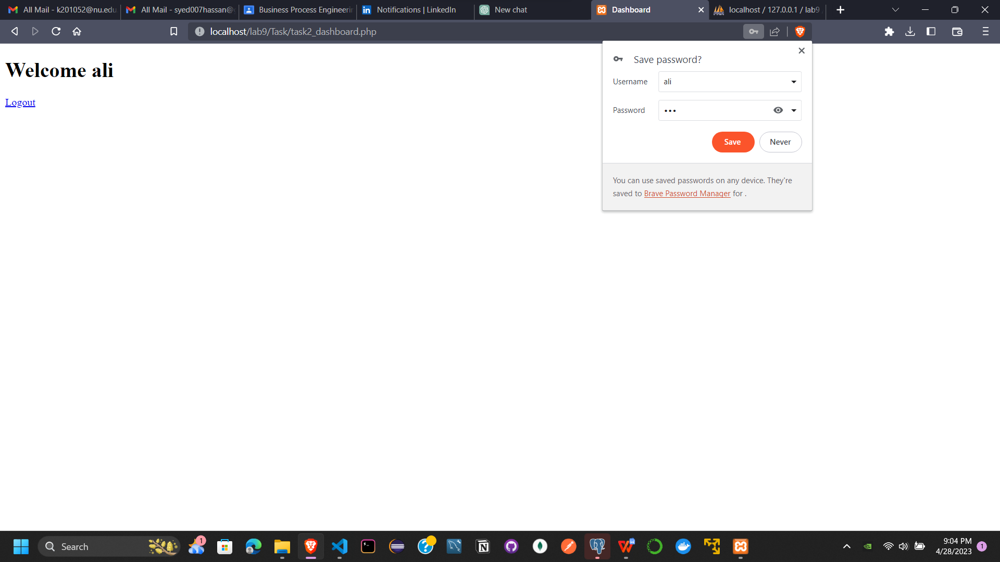 All Mail - k201052@nu.edu
All Mail - syed007hassan@
Business Process Engineerin
in Notifications | LinkedIn
New chat
Dashboard
localhost / 127.0.0.1 / lab9
localhost/lab9/Task/task2_dashboard.php
Welcome ali
Logout
Save password?
Username ali
Password •••
Save Never
You can use saved passwords on any device. They're
saved to Brave Password Manager for .
Search
1
9:04 PM
4/28/2023
1